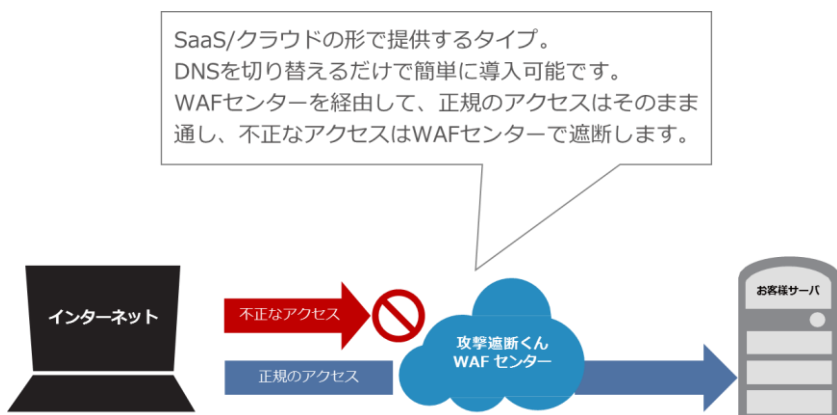 SaaS/クラウドの形で提供するタイプ。
DNSを切り替えるだけで簡単に導入可能です。
WAFセンターを経由して、正規のアクセスはそのまま
通し、不正なアクセスはWAFセンターで遮断します。
インターネット
不正なアクセス
正規のアクセス
攻撃遮断くん
WAF センター
お客様サーバ